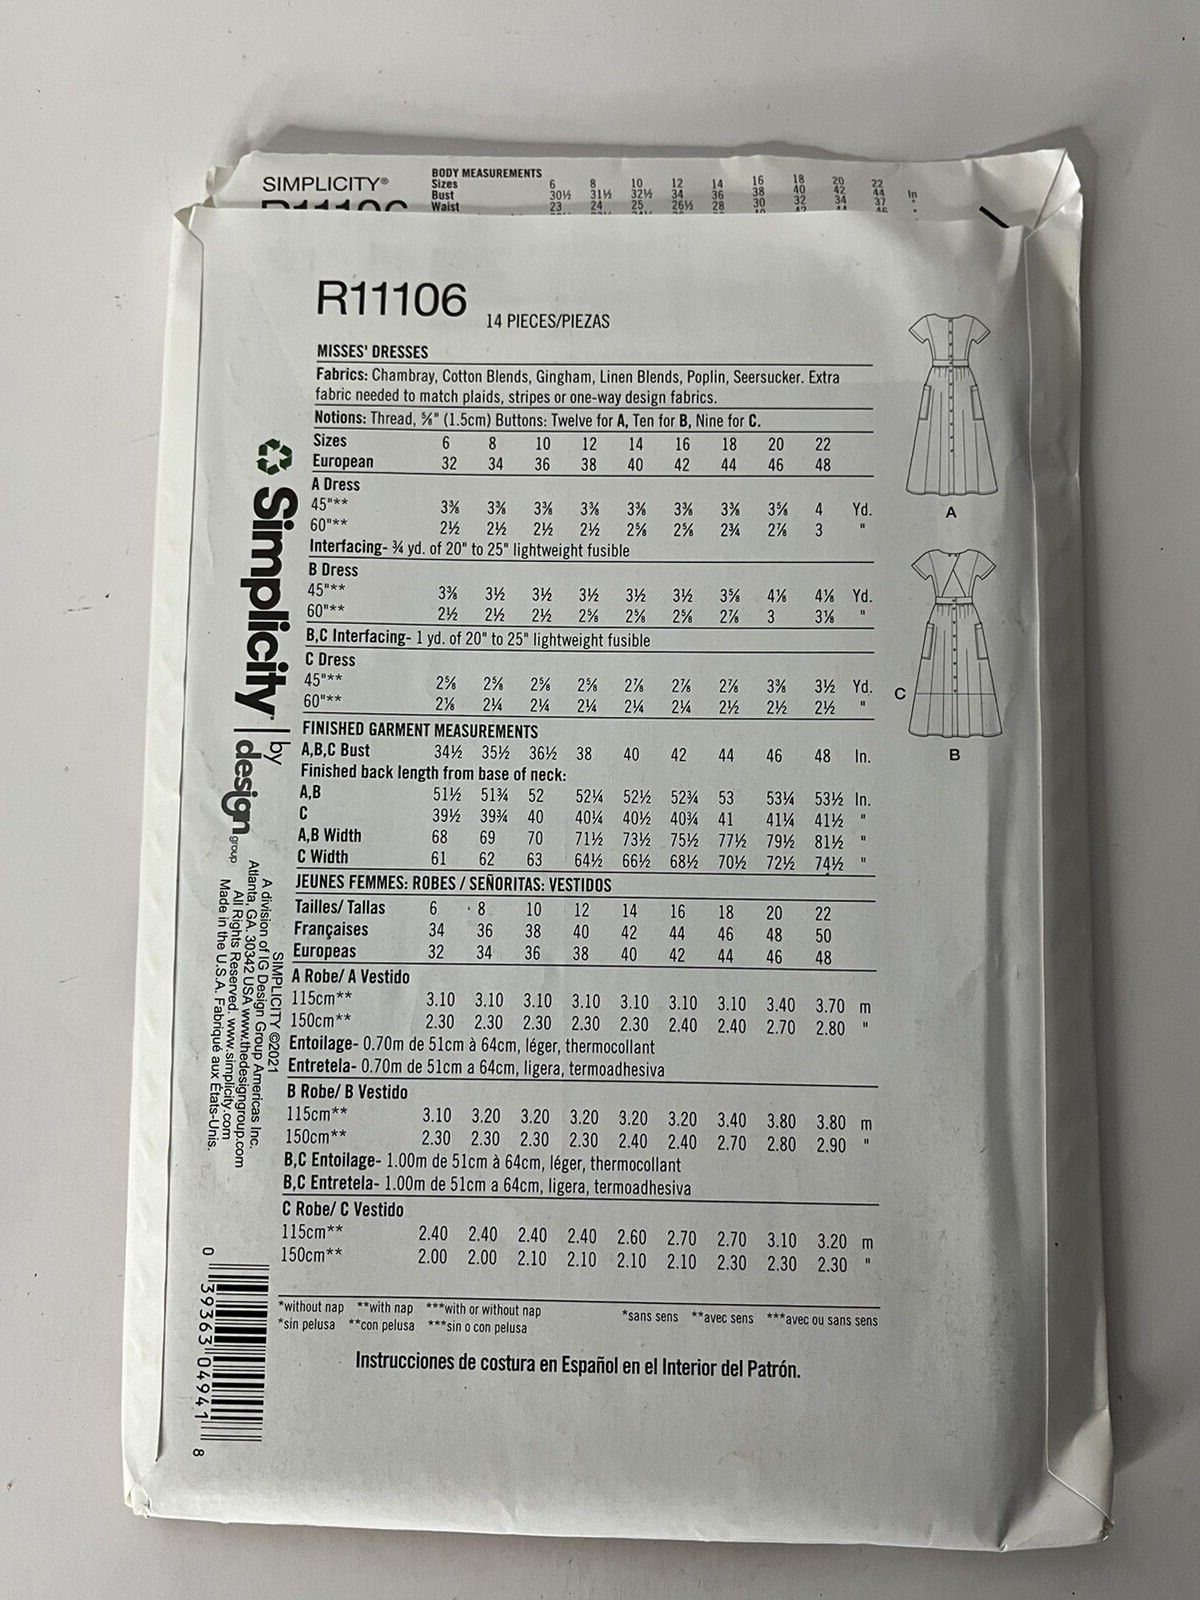 SIMPLICITY®
R11106
BODY MEASUREMENTS
Sizes 6 8 10 12 14 16 18 20 22
Bust 30½ 31½ 32½ 34 36 38 40 42 44 In
Waist 23 24 25 26½ 28 30 32 34 37 "
R11106 14 PIECES/PIEZAS
MISSES' DRESSES
Fabrics: Chambray, Cotton Blends, Gingham, Linen Blends, Poplin, Seersucker. Extra
fabric needed to match plaids, stripes or one-way design fabrics.
Notions: Thread, ⅝" (1.5cm) Buttons: Twelve for A, Ten for B, Nine for C.
Sizes 6 8 10 12 14 16 18 20 22
European 32 34 36 38 40 42 44 46 48
A Dress
45"** 3⅜ 3⅜ 3⅜ 3⅜ 3⅜ 3⅜ 3⅜ 3⅝ 4 Yd.
60"** 2½ 2½ 2½ 2½ 2⅝ 2⅝ 2¾ 2⅞ 3 "
Interfacing- ¾ yd. of 20" to 25" lightweight fusible
B Dress
45"** 3⅜ 3½ 3½ 3½ 3½ 3½ 3⅝ 4⅛ 4⅛ Yd.
60"** 2½ 2½ 2½ 2⅝ 2⅝ 2⅝ 2⅞ 3 3⅛ "
B,C Interfacing- 1 yd. of 20" to 25" lightweight fusible
C Dress
45"** 2⅝ 2⅝ 2⅝ 2⅝ 2⅞ 2⅞ 2⅞ 3⅜ 3½ Yd.
60"** 2⅛ 2¼ 2¼ 2¼ 2¼ 2¼ 2½ 2½ 2½ "
FINISHED GARMENT MEASUREMENTS
A,B,C Bust 34½ 35½ 36½ 38 40 42 44 46 48 In.
Finished back length from base of neck:
A,B 51½ 51¾ 52 52¼ 52½ 52¾ 53 53¼ 53½ In.
C 39½ 39¾ 40 40¼ 40½ 40¾ 41 41¼ 41½ "
A,B Width 68 69 70 71½ 73½ 75½ 77½ 79½ 81½ "
C Width 61 62 63 64½ 66½ 68½ 70½ 72½ 74½ "
JEUNES FEMMES: ROBES / SEÑORITAS: VESTIDOS
Tailles/ Tallas 6 8 10 12 14 16 18 20 22
Françaises 34 36 38 40 42 44 46 48 50
Europeas 32 34 36 38 40 42 44 46 48
A Robe/ A Vestido
115cm** 3.10 3.10 3.10 3.10 3.10 3.10 3.10 3.40 3.70 m
150cm** 2.30 2.30 2.30 2.30 2.30 2.40 2.40 2.70 2.80 "
Entoilage- 0.70m de 51cm à 64cm, léger, thermocollant
Entretela- 0.70m de 51cm a 64cm, ligera, termoadhesiva
B Robe/ B Vestido
115cm** 3.10 3.20 3.20 3.20 3.20 3.20 3.40 3.80 3.80 m
150cm** 2.30 2.30 2.30 2.30 2.40 2.40 2.70 2.80 2.90 "
B,C Entoilage- 1.00m de 51cm à 64cm, léger, thermocollant
B,C Entretela- 1.00m de 51cm a 64cm, ligera, termoadhesiva
C Robe/ C Vestido
115cm** 2.40 2.40 2.40 2.40 2.60 2.70 2.70 3.10 3.20 m
150cm** 2.00 2.00 2.10 2.10 2.10 2.10 2.30 2.30 2.30 "
*without nap **with nap ***with or without nap *sans sens **avec sens ***avec ou sans sens
*sin pelusa **con pelusa ***sin o con pelusa
Instrucciones de costura en Español en el Interior del Patrón.
A
C
B
Simplicity® by design group
SIMPLICITY ©2021
A division of IG Design Group Americas Inc.
Atlanta, GA. 30342 USA www.thedesigngroup.com
All Rights Reserved. www.simplicity.com
Made in the U.S.A. Fabriqué aux États-Unis.
0 39363 04941 8